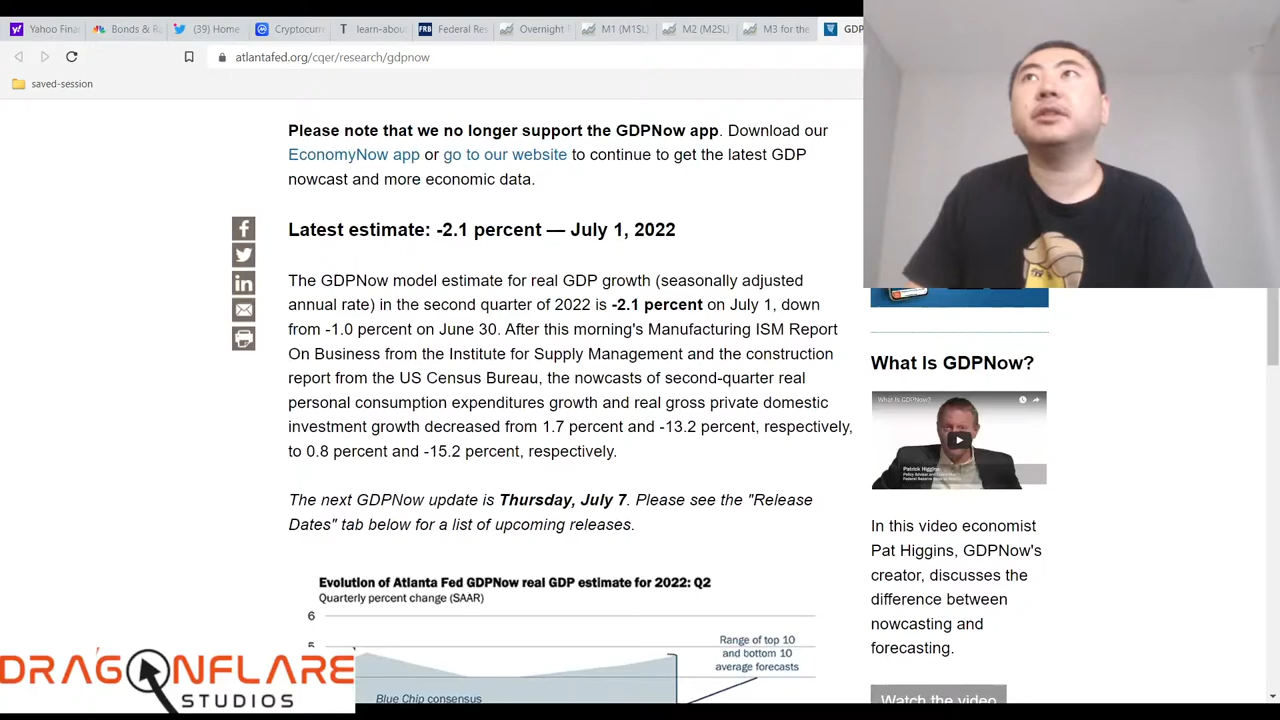 Yahoo Finan
Bonds & R
(39) Home
Cryptocurr
learn-abou
Federal Res
Overnight
M1 (M1SL)
M2 (M2SL)
M3 for the
GDP
atlantafed.org/cqer/research/gdpnow
saved-session
Please note that we no longer support the GDPNow app. Download our
EconomyNow app or go to our website to continue to get the latest GDP
nowcast and more economic data.
Latest estimate: -2.1 percent — July 1, 2022
The GDPNow model estimate for real GDP growth (seasonally adjusted
annual rate) in the second quarter of 2022 is -2.1 percent on July 1, down
from -1.0 percent on June 30. After this morning's Manufacturing ISM Report
On Business from the Institute for Supply Management and the construction
report from the US Census Bureau, the nowcasts of second-quarter real
personal consumption expenditures growth and real gross private domestic
investment growth decreased from 1.7 percent and -13.2 percent, respectively,
to 0.8 percent and -15.2 percent, respectively.
The next GDPNow update is Thursday, July 7. Please see the "Release
Dates" tab below for a list of upcoming releases.
Evolution of Atlanta Fed GDPNow real GDP estimate for 2022: Q2
Quarterly percent change (SAAR)
6
5
Range of top 10
and bottom 10
average forecasts
Blue Chip consensus
What Is GDPNow?
What Is GDPNow?
Patrick Higgins
In this video economist
Pat Higgins, GDPNow's
creator, discusses the
difference between
nowcasting and
forecasting.
Watch the video
DRAGONFLARE
STUDIOS